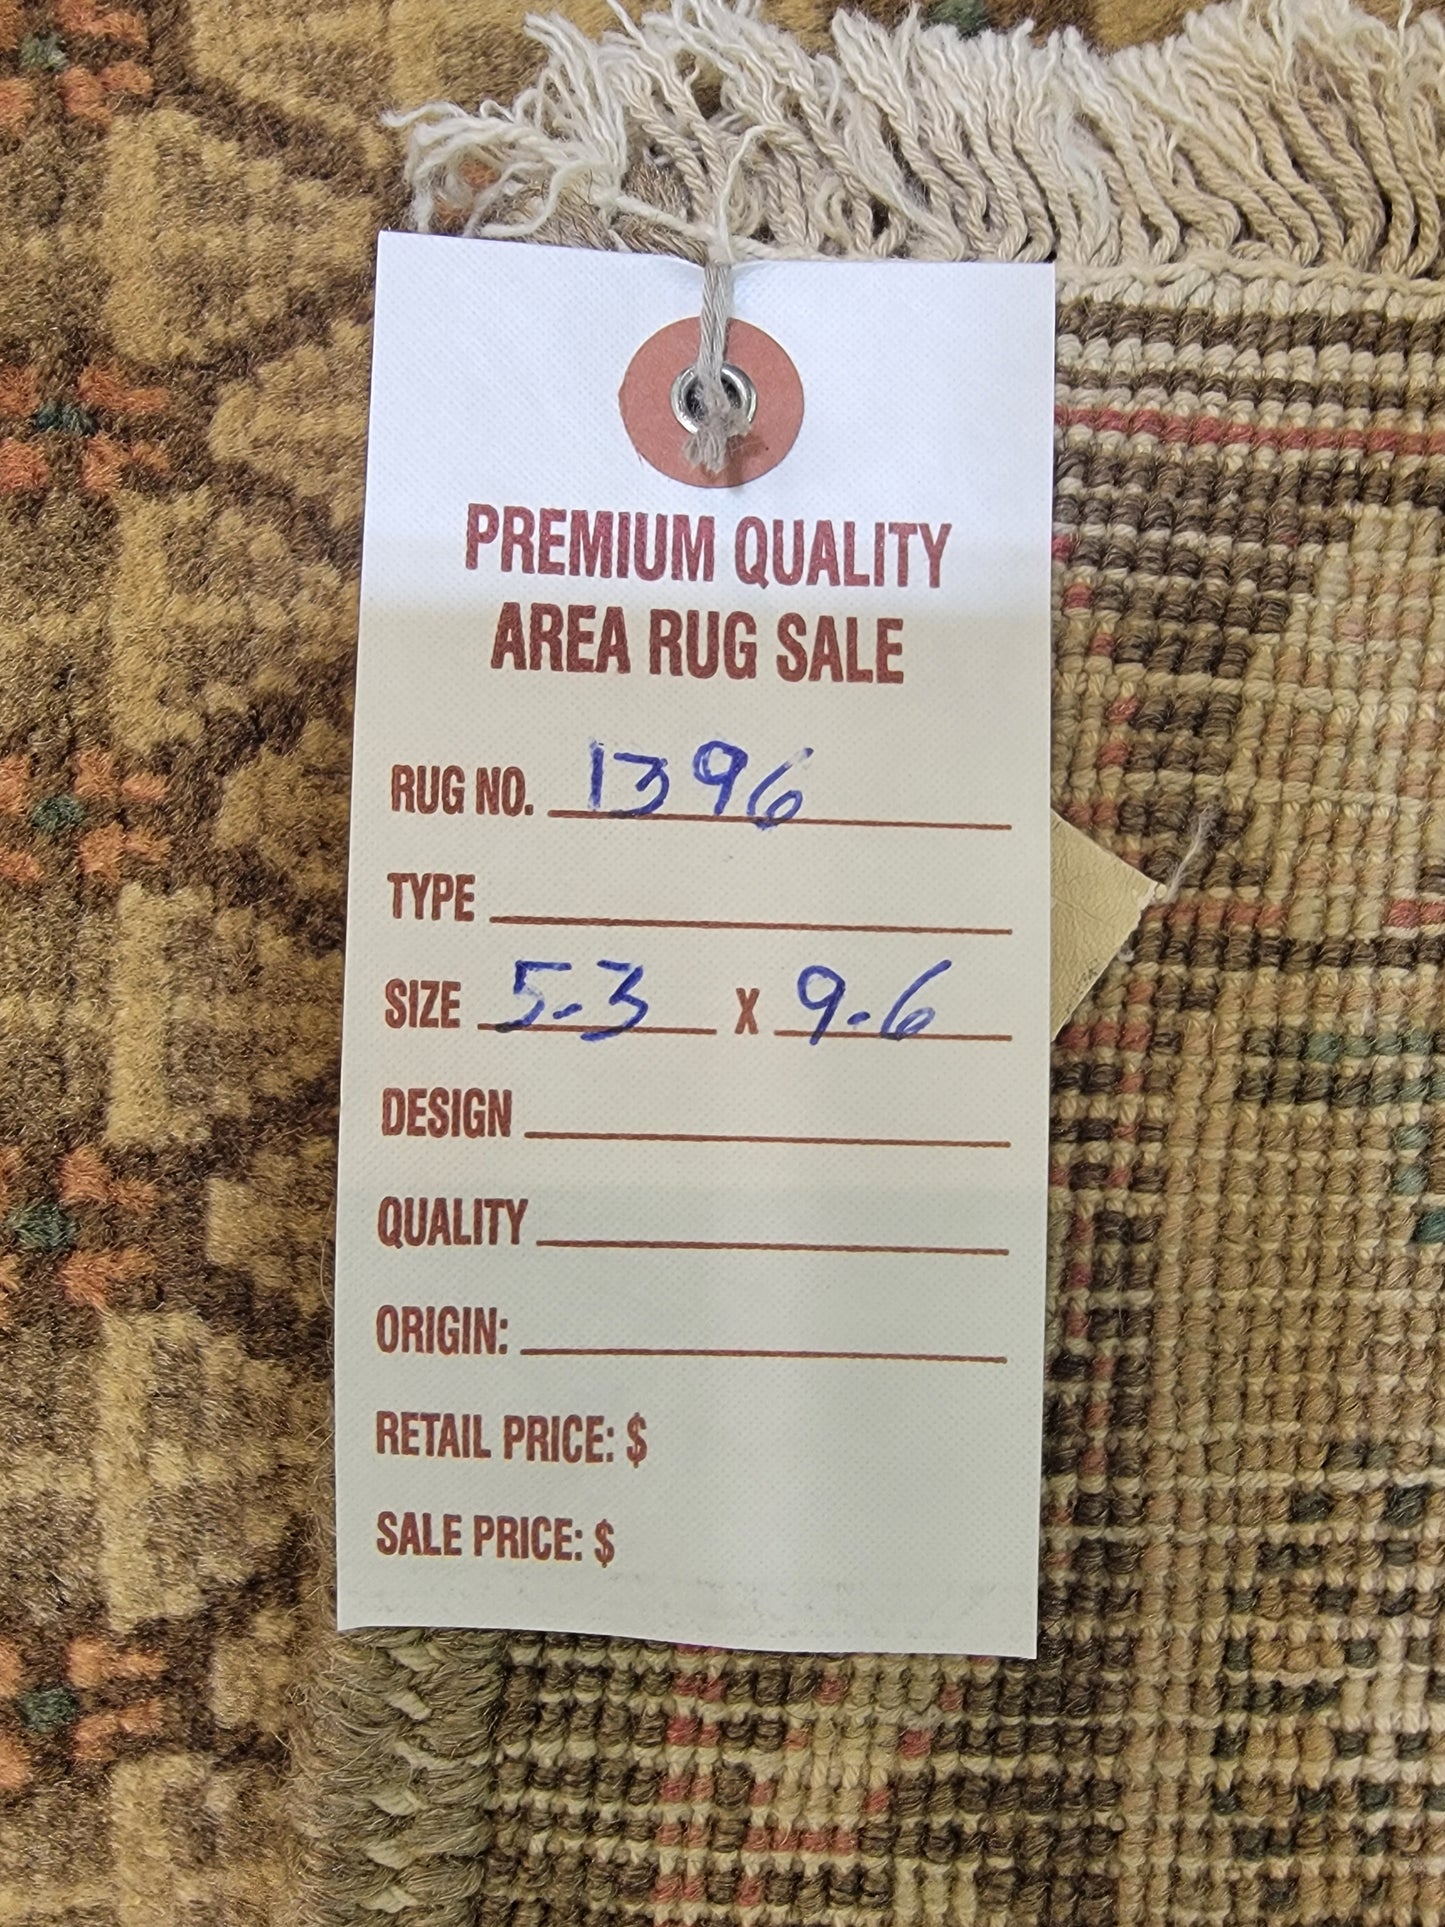 PREMIUM QUALITY
AREA RUG SALE
RUG NO. 1396
TYPE
SIZE 5-3 X 9-6
DESIGN
QUALITY
ORIGIN:
RETAIL PRICE: $
SALE PRICE: $